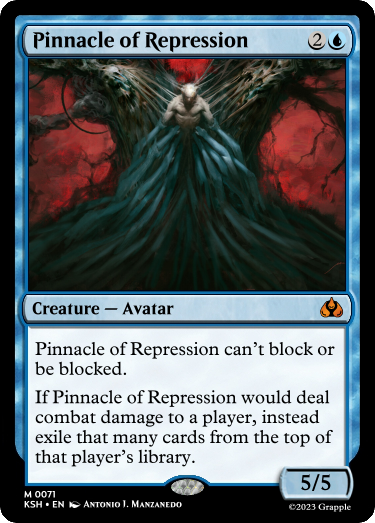 Pinnacle of Repression 2
Creature — Avatar
Pinnacle of Repression can't block or
be blocked.
If Pinnacle of Repression would deal
combat damage to a player, instead
exile that many cards from the top of
that player's library.
5/5
M 0071
KSH • EN Antonio J. Manzanedo
©2023 Grapple